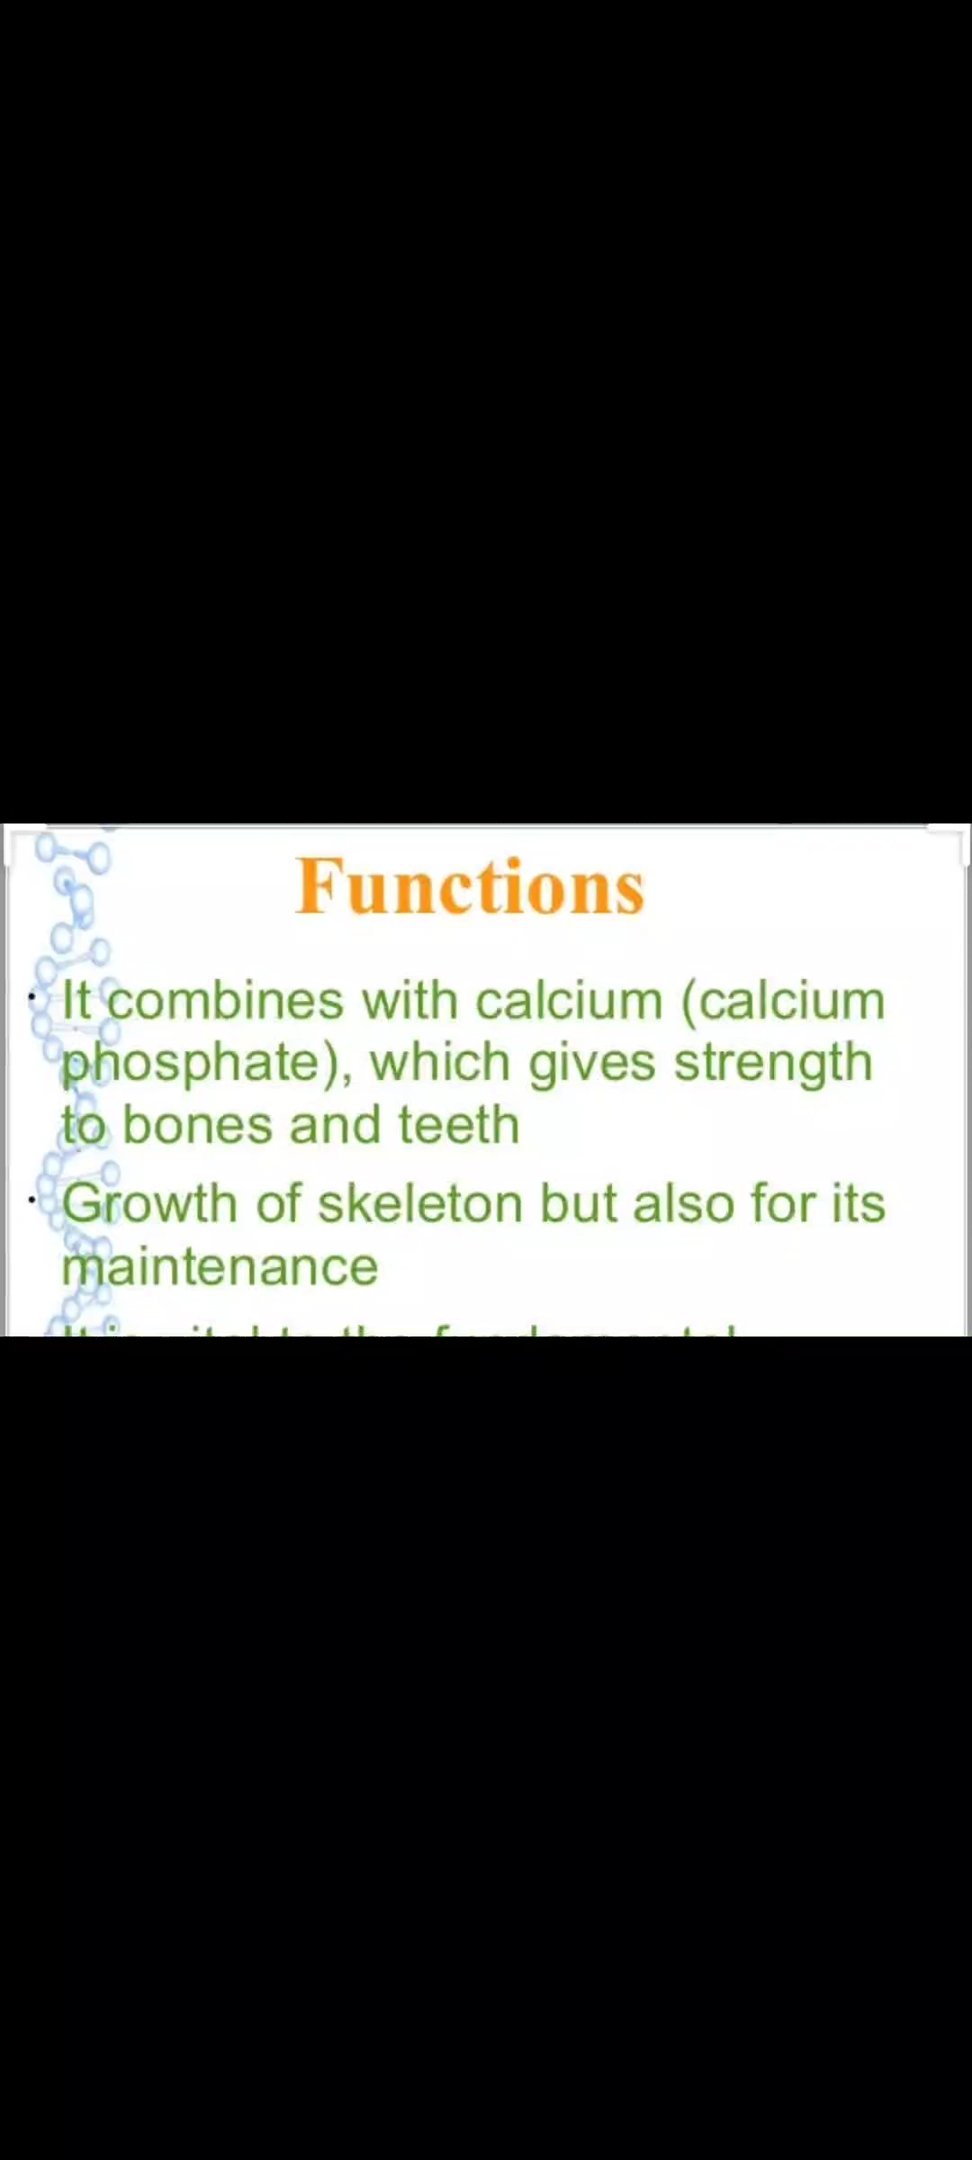 Functions
• It combines with calcium (calcium
phosphate), which gives strength
to bones and teeth
• Growth of skeleton but also for its
maintenance